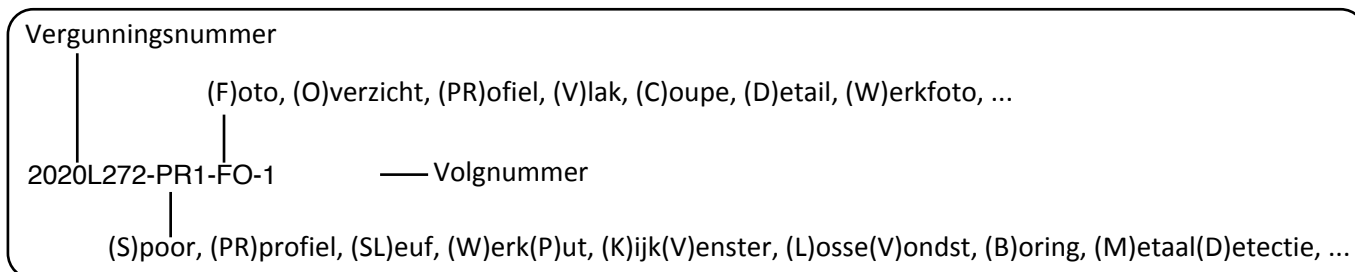 Vergunningsnummer
(F)oto, (O)verzicht, (PR)ofiel, (V)lak, (C)oupe, (D)etail, (W)erkfoto, ...
2020L272-PR1-FO-1 Volgnummer
(S)poor, (PR)profiel, (SL)euf, (W)erk(P)ut, (K)ijk(V)enster, (L)osse(V)ondst, (B)oring, (M)etaal(D)etectie, ...